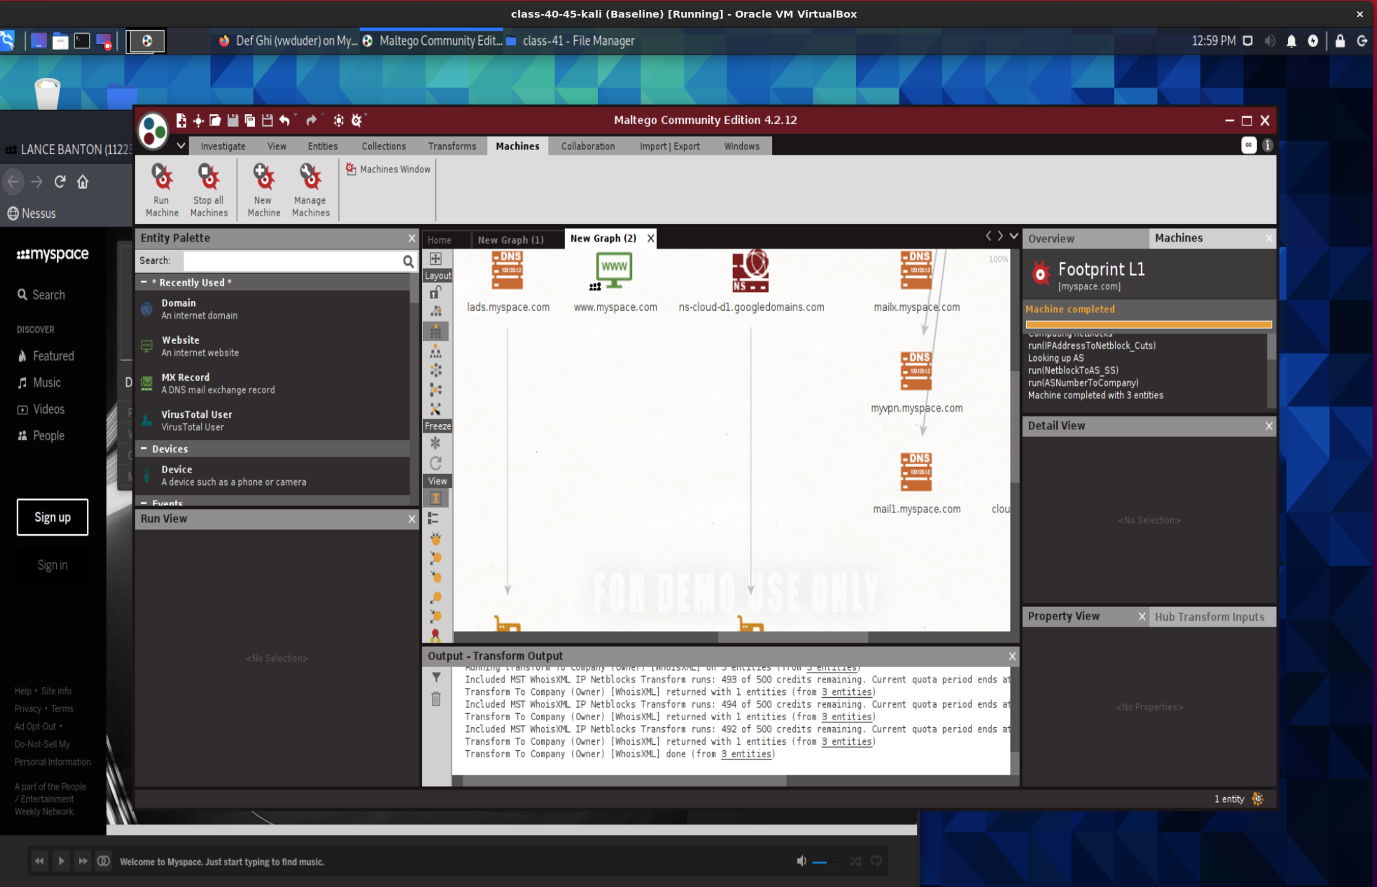 class-40-45-kali (Baseline) [Running] - Oracle VM VirtualBox
Def Ghi (vwduder) on My...
Maltego Community Edit...
class-41 - File Manager
12:59 PM
Maltego Community Edition 4.2.12
Investigate View Entities Collections Transforms Machines Collaboration Import | Export Windows
Run Machine
Stop all Machines
New Machine
Manage Machines
Machines Window
LANCE BANTON (11223
Nessus
myspace
Search
DISCOVER
Featured
Music
Videos
People
Sign up
Sign in
Help • Site Info
Privacy • Terms
Ad Opt-Out •
Do-Not-Sell My
Personal Information
A part of the People
/ Entertainment
Weekly Network.
Entity Palette
Search:
* Recently Used *
Domain
An internet domain
Website
An internet website
MX Record
A DNS mail exchange record
VirusTotal User
VirusTotal User
Devices
Device
A device such as a phone or camera
Events
Run View
<No Selection>
Home
New Graph (1)
New Graph (2)
Layout
Freeze
View
100%
DNS
lads.myspace.com
WWW
www.myspace.com
NS
ns-cloud-d1.googledomains.com
DNS
mailx.myspace.com
DNS
myvpn.myspace.com
DNS
mail1.myspace.com
clou
FOR DEMO USE ONLY
Output - Transform Output
Running transform To Company (Owner) [WhoisXML] on 3 entities (from 3 entities)
Included MST WhoisXML IP Netblocks Transform runs: 493 of 500 credits remaining. Current quota period ends at
Transform To Company (Owner) [WhoisXML] returned with 1 entities (from 3 entities)
Included MST WhoisXML IP Netblocks Transform runs: 494 of 500 credits remaining. Current quota period ends at
Transform To Company (Owner) [WhoisXML] returned with 1 entities (from 3 entities)
Included MST WhoisXML IP Netblocks Transform runs: 492 of 500 credits remaining. Current quota period ends at
Transform To Company (Owner) [WhoisXML] returned with 1 entities (from 3 entities)
Transform To Company (Owner) [WhoisXML] done (from 3 entities)
Overview
Machines
Footprint L1
[myspace.com]
Machine completed
Computing netblocks
run(IPAddressToNetblock_Cuts)
Looking up AS
run(NetblockToAS_SS)
run(ASNumberToCompany)
Machine completed with 3 entities
Detail View
<No Selection>
Property View
Hub Transform Inputs
<No Properties>
1 entity
Welcome to Myspace. Just start typing to find music.